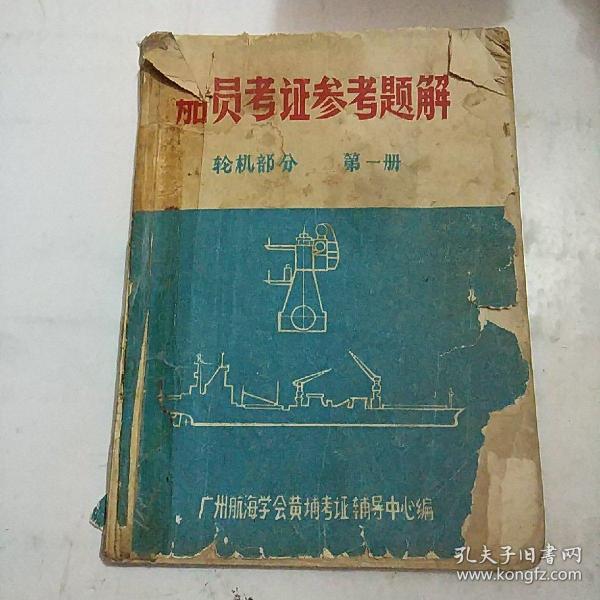 员考证参考题解
轮机部分 第一册
广州航海学会黄埔考证辅导中心编
孔夫子旧书网
www.kongfz.com